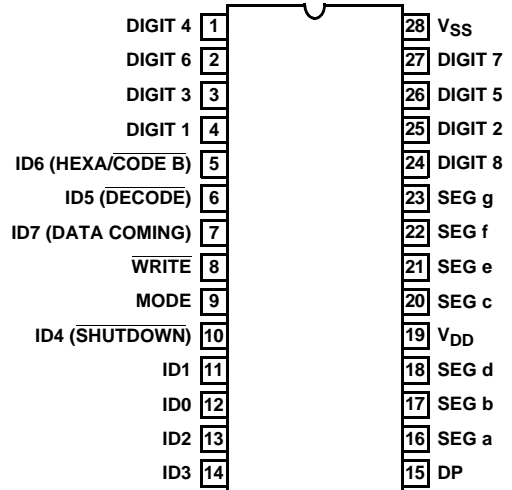 DIGIT 4 1 28 VSS
DIGIT 6 2 27 DIGIT 7
DIGIT 3 3 26 DIGIT 5
DIGIT 1 4 25 DIGIT 2
ID6 (HEXA/CODE B) 5 24 DIGIT 8
ID5 (DECODE) 6 23 SEG g
ID7 (DATA COMING) 7 22 SEG f
WRITE 8 21 SEG e
MODE 9 20 SEG c
ID4 (SHUTDOWN) 10 19 VDD
ID1 11 18 SEG d
ID0 12 17 SEG b
ID2 13 16 SEG a
ID3 14 15 DP